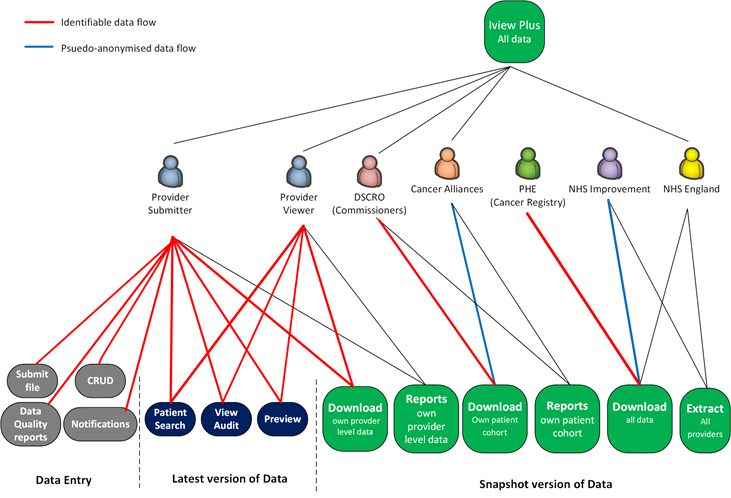 Identifiable data flow
Psuedo-anonymised data flow
Iview Plus
All data
Provider
Submitter
Provider
Viewer
DSCRO
(Commissioners)
Cancer Alliances
PHE
(Cancer Registry)
NHS Improvement
NHS England
Submit
file
CRUD
Data
Quality
reports
Notifications
Patient
Search
View
Audit
Preview
Download
own provder
level data
Reports
own
provider
level data
Download
Own patient
cohort
Reports
own patient
cohort
Download
all data
Extract
All
providers
Data Entry
Latest version of Data
Snapshot version of Data